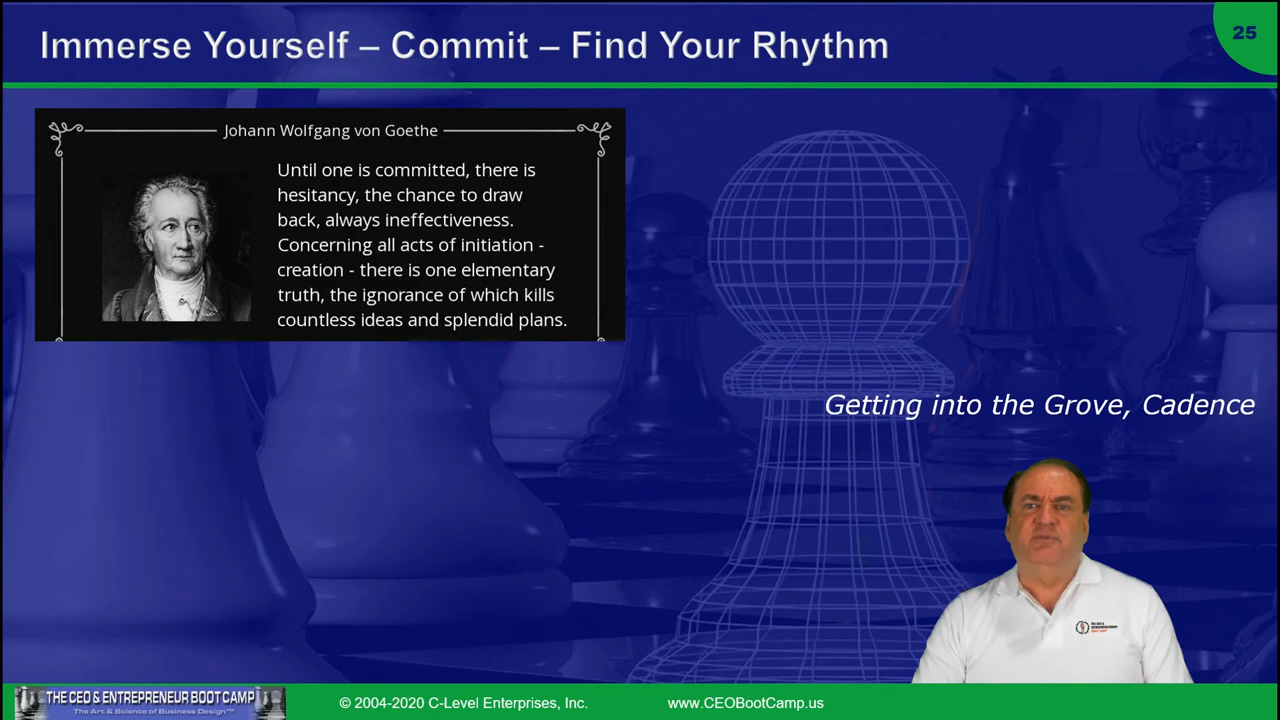 Immerse Yourself – Commit – Find Your Rhythm
25
Johann Wolfgang von Goethe
Until one is committed, there is
hesitancy, the chance to draw
back, always ineffectiveness.
Concerning all acts of initiation -
creation - there is one elementary
truth, the ignorance of which kills
countless ideas and splendid plans.
Getting into the Grove, Cadence
THE CEO & ENTREPRENEUR BOOT CAMP
The Art & Science of Business Design™
© 2004-2020 C-Level Enterprises, Inc.
www.CEOBootCamp.us